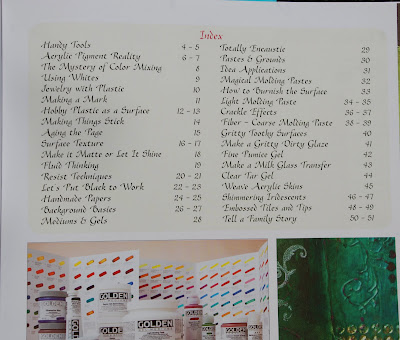 Index
Handy Tools 4 - 5
Acrylic Pigment Reality 6 - 7
The Mystery of Color Mixing 8
Using Whites 9
Jewelry with Plastic 10
Making a Mark 11
Hobby Plastic as a Surface 12 - 13
Making Things Stick 14
Aging the Page 15
Surface Texture 16 - 17
Make it Matte or Let It Shine 18
Fluid Thinking 19
Resist Techniques 20 - 21
Let's Put Black to Work 22 - 23
Handmade Papers 24 - 25
Background Basics 26 - 27
Mediums & Gels 28
Totally Encaustic 29
Pastes & Grounds 30
Idea Applications 31
Magical Molding Pastes 32
How to Burnish the Surface 33
Light Molding Paste 34 - 35
Crackle Effects 36 - 37
Fiber - Coarse Molding Paste 38 - 39
Gritty Tooth Surfaces 40
Make a Gritty Dirty Glaze 41
Fine Pumice Gel 42
Make a Milk Glass Transfer 43
Clear Tar Gel 44
Weave Acrylic Skins 45
Shimmering Iridescents 46 - 47
Embossed Tiles and Tips 48 - 49
Tell a Family Story 50 - 51
GOLDEN
GOLDEN
GOLDEN